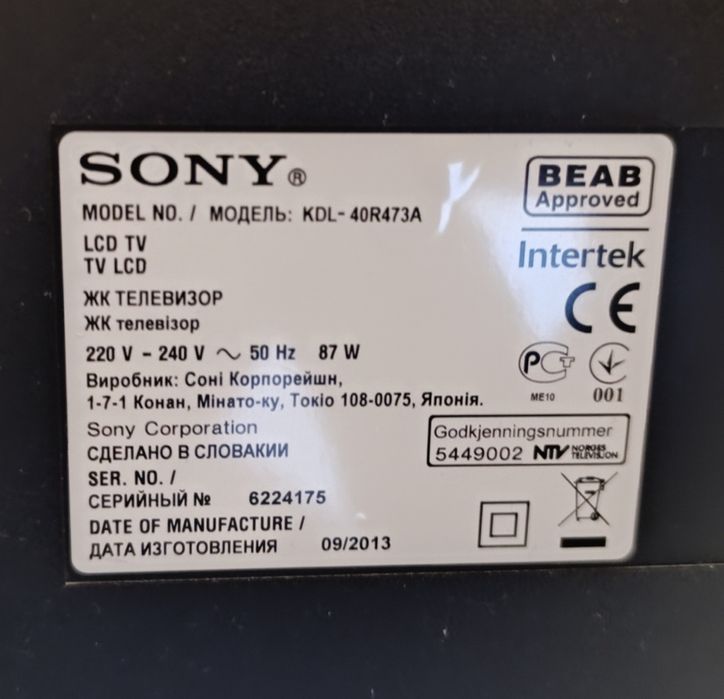 SONY®
BEAB
Approved
MODEL NO. / МОДЕЛЬ: KDL- 40R473A
LCD TV
TV LCD
Intertek
ЖК ТЕЛЕВИЗОР
ЖК телевізор
CE
220 V - 240 V ~ 50 Hz 87 W
РСТ
ME10
001
Виробник: Соні Корпорейшн,
1-7-1 Конан, Мінато-ку, Токіо 108-0075, Японія.
Sony Corporation
СДЕЛАНО В СЛОВАКИИ
Godkjenningsnummer
5449002 NTV NORGES TELEVISJON
SER. NO. /
СЕРИЙНЫЙ № 6224175
DATE OF MANUFACTURE /
ДАТА ИЗГОТОВЛЕНИЯ 09/2013